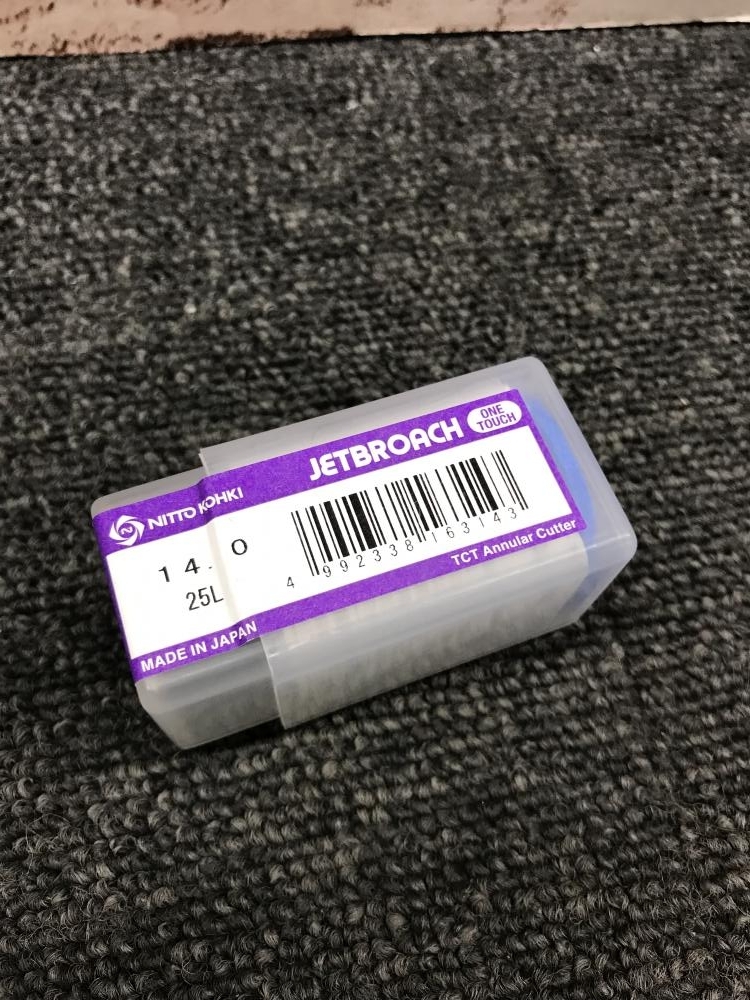 NITTO KOHKI
JETBROACH
ONE
TOUCH
14.0
25L
4 992338 163143
MADE IN JAPAN
TCT Annular Cutter